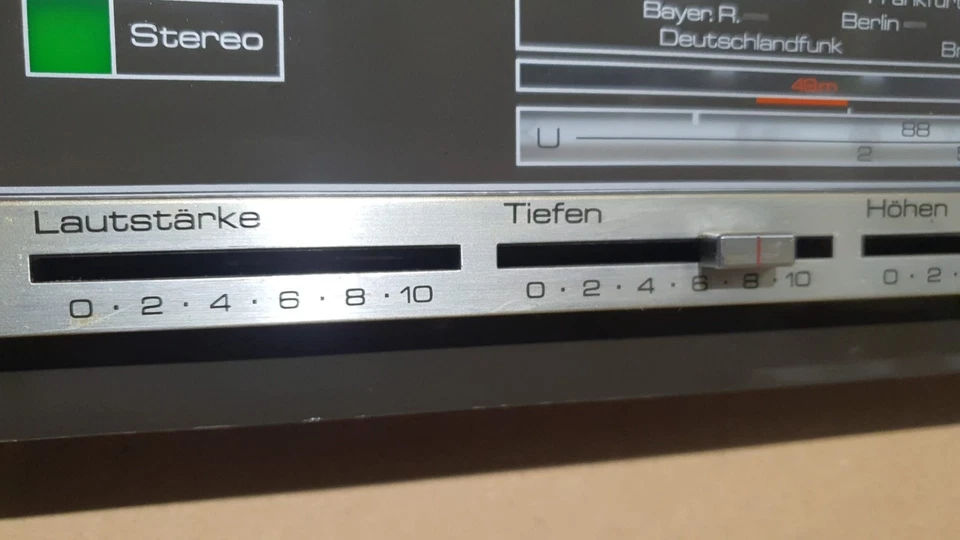 Stereo
Bayer. R.
Berlin
Deutschlandfunk
49m
U
88
2
Lautstärke
Tiefen
Höhen
0 · 2 · 4 · 6 · 8 · 10
0 · 2 · 4 · 6 · 8 · 10
0 · 2 ·